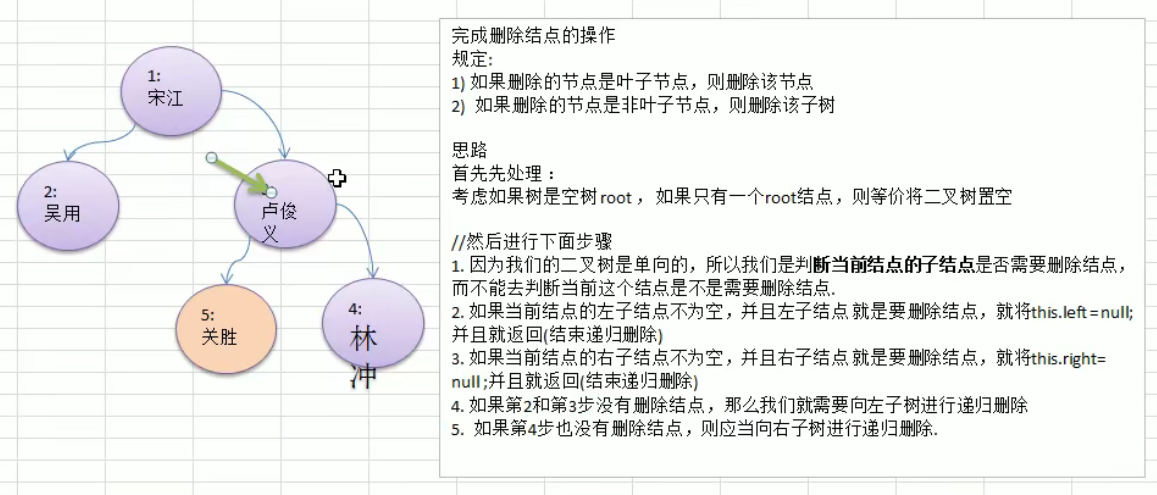 1:
宋江
2:
吴用
卢俊
义
5:
关胜
4:
林
冲
完成删除结点的操作
规定:
1) 如果删除的节点是叶子节点，则删除该节点
2) 如果删除的节点是非叶子节点，则删除该子树
思路
首先先处理：
考虑如果树是空树root，如果只有一个root结点，则等价将二叉树置空
//然后进行下面步骤
1. 因为我们的二叉树是单向的，所以我们是判断当前结点的子结点是否需要删除结点，
而不能去判断当前这个结点是不是需要删除结点.
2. 如果当前结点的左子结点不为空，并且左子结点 就是要删除结点，就将this.left = null;
并且就返回(结束递归删除)
3. 如果当前结点的右子结点不为空，并且右子结点 就是要删除结点，就将this.right=
null ;并且就返回(结束递归删除)
4. 如果第2和第3步没有删除结点，那么我们就需要向左子树进行递归删除
5. 如果第4步也没有删除结点，则应当向右子树进行递归删除.